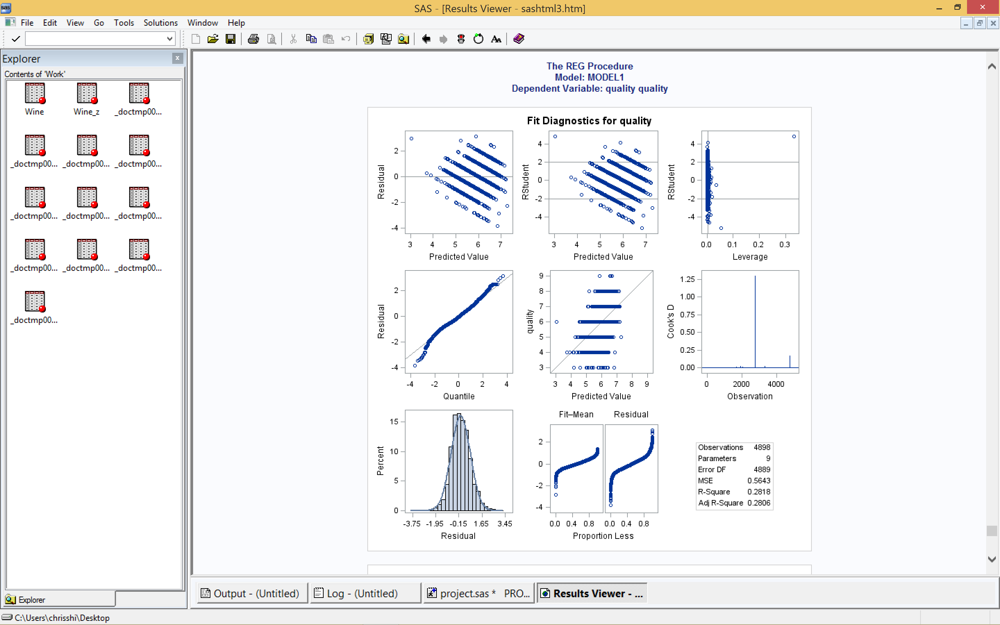 sas
SAS - [Results Viewer - sashtml3.htm]
File Edit View Go Tools Solutions Window Help
Explorer
Contents of 'Work'
Wine Wine_z _doctmp00...
_doctmp00... _doctmp00... _doctmp00...
_doctmp00... _doctmp00... _doctmp00...
_doctmp00... _doctmp00... _doctmp00...
_doctmp00...
Explorer
The REG Procedure
Model: MODEL1
Dependent Variable: quality quality
Fit Diagnostics for quality
Residual
2
0
-2
-4
3 4 5 6 7
Predicted Value
RStudent
4
2
0
-2
-4
3 4 5 6 7
Predicted Value
RStudent
4
2
0
-2
-4
0.0 0.1 0.2 0.3
Leverage
Residual
2
0
-2
-4
-4 -2 0 2 4
Quantile
quality
9
8
7
6
5
4
3
3 4 5 6 7 8 9
Predicted Value
Cook's D
1.25
1.00
0.75
0.50
0.25
0.00
0 2000 4000
Observation
Percent
15
10
5
0
-3.75 -1.95 -0.15 1.65 3.45
Residual
Fit–Mean Residual
2
0
-2
-4
0.0 0.4 0.8 0.0 0.4 0.8
Proportion Less
Observations 4898
Parameters 9
Error DF 4889
MSE 0.5643
R-Square 0.2818
Adj R-Square 0.2806
Output - (Untitled) Log - (Untitled) project.sas * PRO... Results Viewer - ...
C:\Users\chrisshi\Desktop